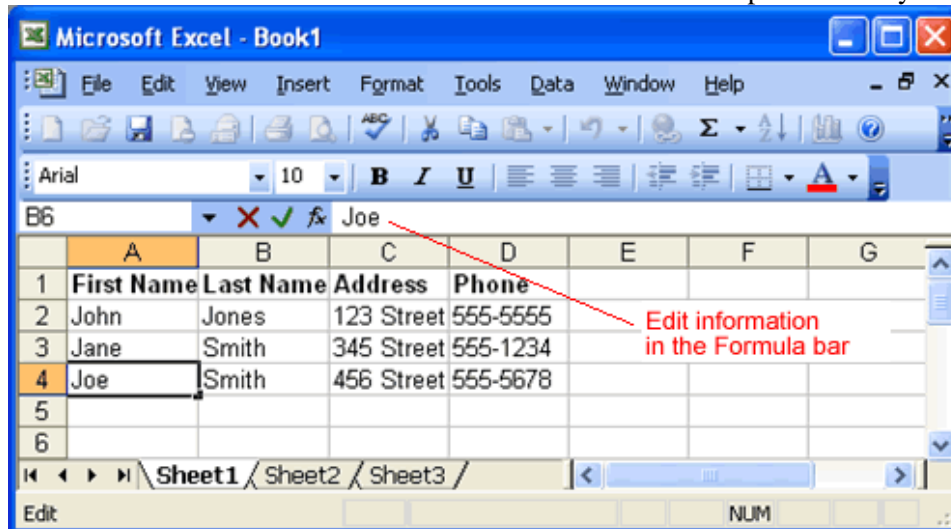 Microsoft Excel - Book1
File Edit View Insert Format Tools Data Window Help
ABC Σ A
Arial 10 B I U A
B6 fx Joe
A B C D E F G
1 First Name Last Name Address Phone
2 John Jones 123 Street 555-5555
3 Jane Smith 345 Street 555-1234
4 Joe Smith 456 Street 555-5678
5
6
Edit information
in the Formula bar
Sheet1 Sheet2 Sheet3
Edit NUM